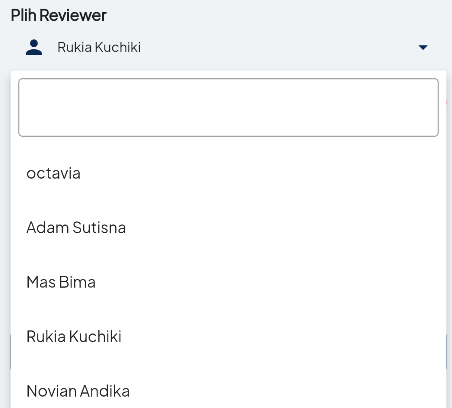 Plih Reviewer
Rukia Kuchiki
octavia
Adam Sutisna
Mas Bima
Rukia Kuchiki
Novian Andika